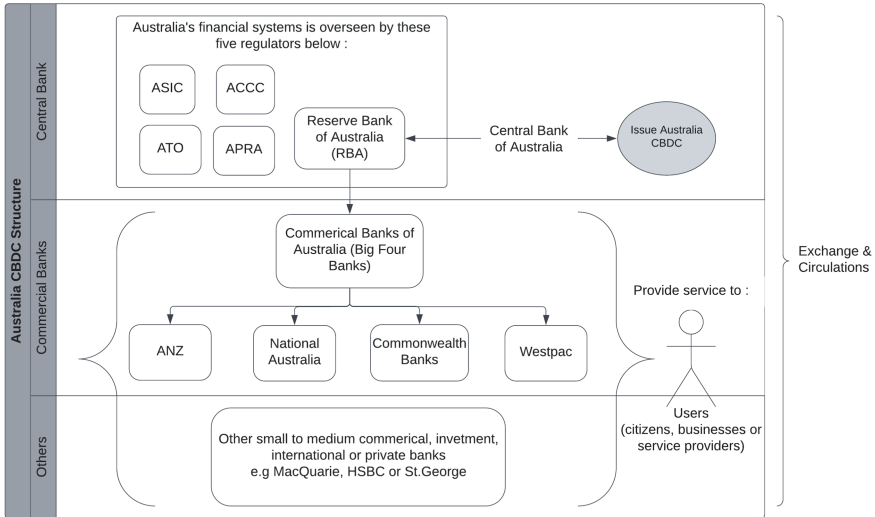 Australia CBDC Structure
Central Bank
Australia's financial systems is overseen by these
five regulators below :
ASIC
ACCC
ATO
APRA
Reserve Bank
of Australia
(RBA)
Central Bank
of Australia
Issue Australia
CBDC
Commercial Banks
Commerical Banks of
Australia (Big Four
Banks)
ANZ
National
Australia
Commonwealth
Banks
Westpac
Provide service to :
Users
(citizens, businesses or
service providers)
Exchange &
Circulations
Others
Other small to medium commerical, invetment,
international or private banks
e.g MacQuarie, HSBC or St.George